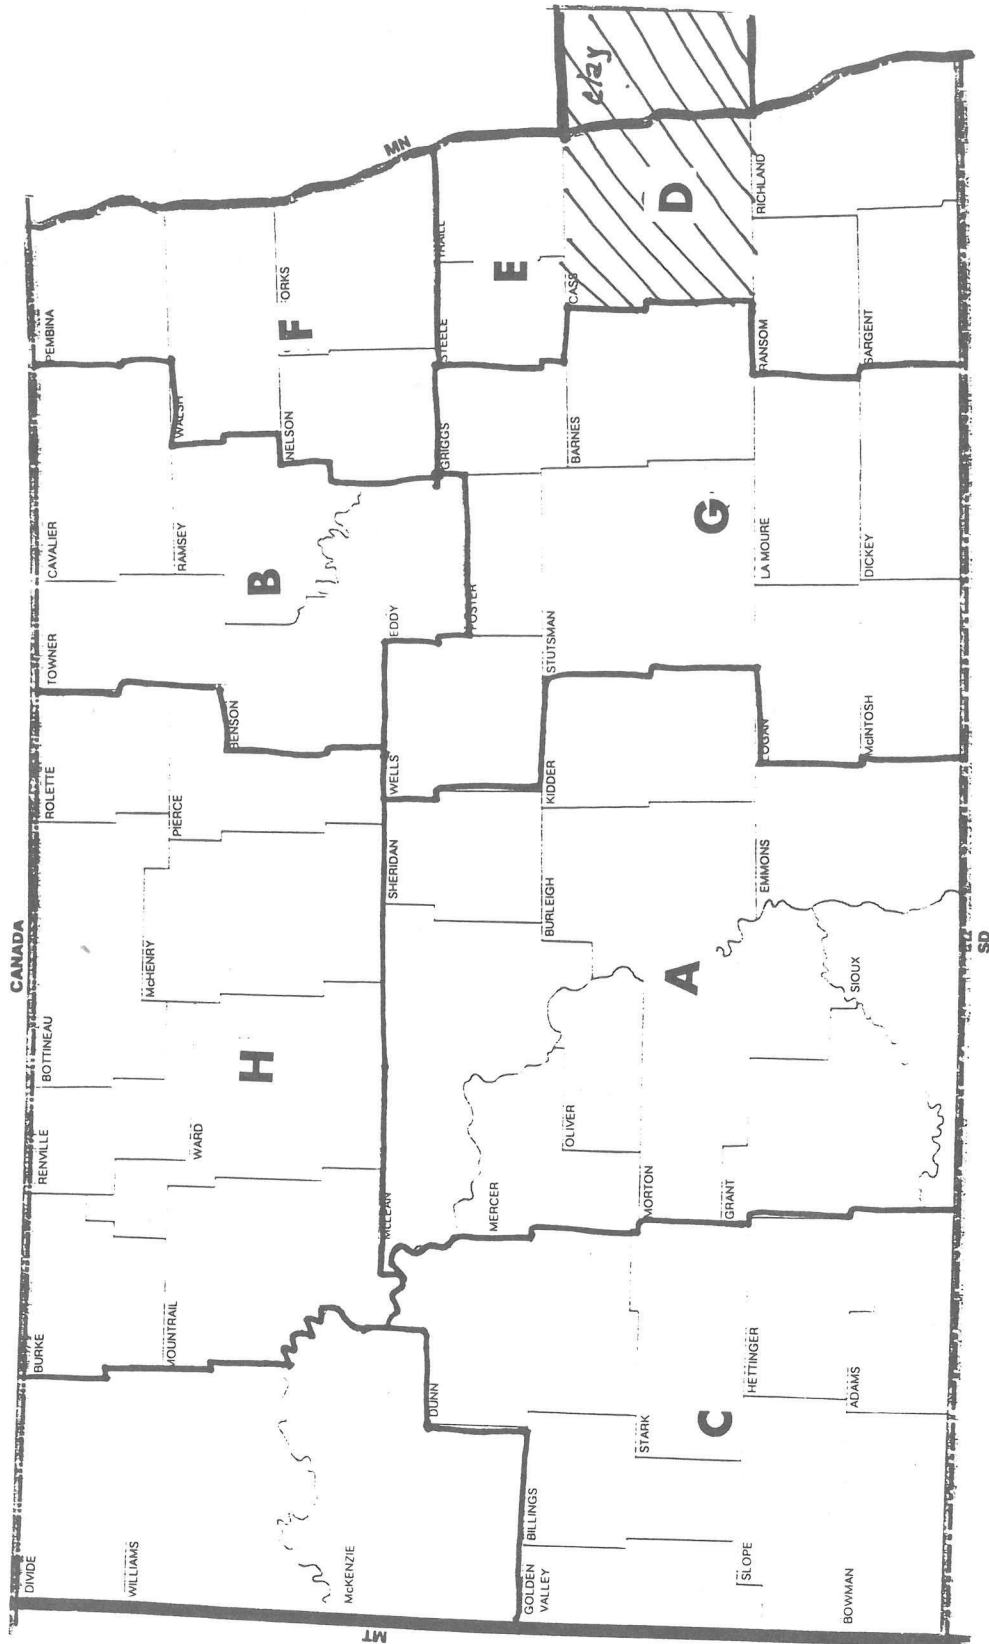 CANADA
DIVIDE
BURKE
RENVILLE
BOTTINEAU
ROLETTE
TOWNER
CAVALIER
PEMBINA
WILLIAMS
MOUNTRAIL
WARD
McHENRY
PIERCE
BENSON
RAMSEY
WALSH
NELSON
ORKS
MN
H
B
F
McKENZIE
McLEAN
SHERIDAN
WELLS
EDDY
FOSTER
GRIGGS
STEELE
TRAILL
E
MT
GOLDEN
VALLEY
BILLINGS
DUNN
MERCER
OLIVER
BURLEIGH
KIDDER
STUTSMAN
BARNES
CASS
Clay
STARK
MORTON
C
A
G
D
SLOPE
HETTINGER
GRANT
EMMONS
LOGAN
LA MOURE
RANSOM
RICHLAND
BOWMAN
ADAMS
SIOUX
McINTOSH
DICKEY
SARGENT
SD